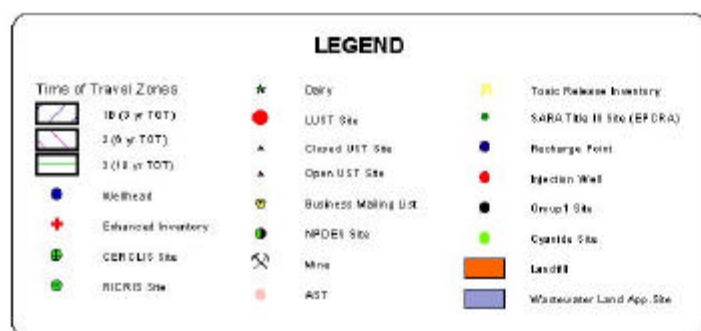 LEGEND
Time of Travel Zones
1B (3 yr TOT)
2 (6 yr TOT)
3 (10 yr TOT)
Wellhead
Enhanced Inventory
CERCLIS Site
RICRIS Site
Dairy
LUST Site
Closed UST Site
Open UST Site
Business Mailing List
NPDES Site
Mine
AST
Toxic Release Inventory
SARA Title III Site (EPCRA)
Recharge Point
Injection Well
Group1 Site
Cyanide Site
Landfill
Wastewater Land App. Site